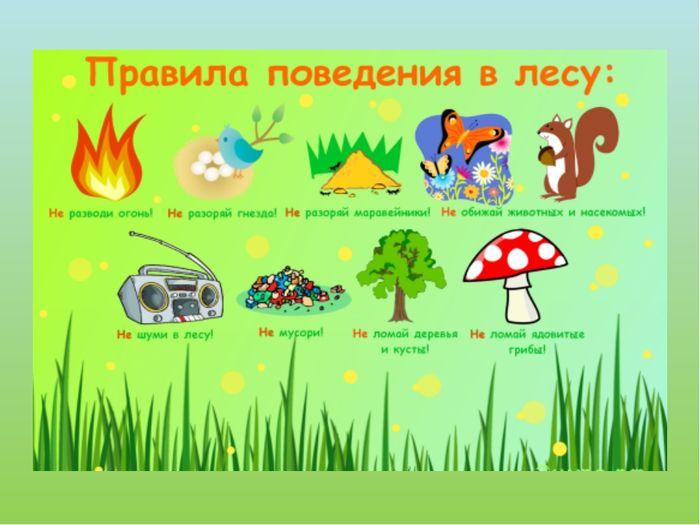 Правила поведения в лесу:
Не разводи огонь! Не разоряй гнезда! Не разоряй маравейники! Не обижай животных и насекомых!
Не шуми в лесу! Не мусори! Не ломай деревья и кусты! Не ломай ядовитые грибы!